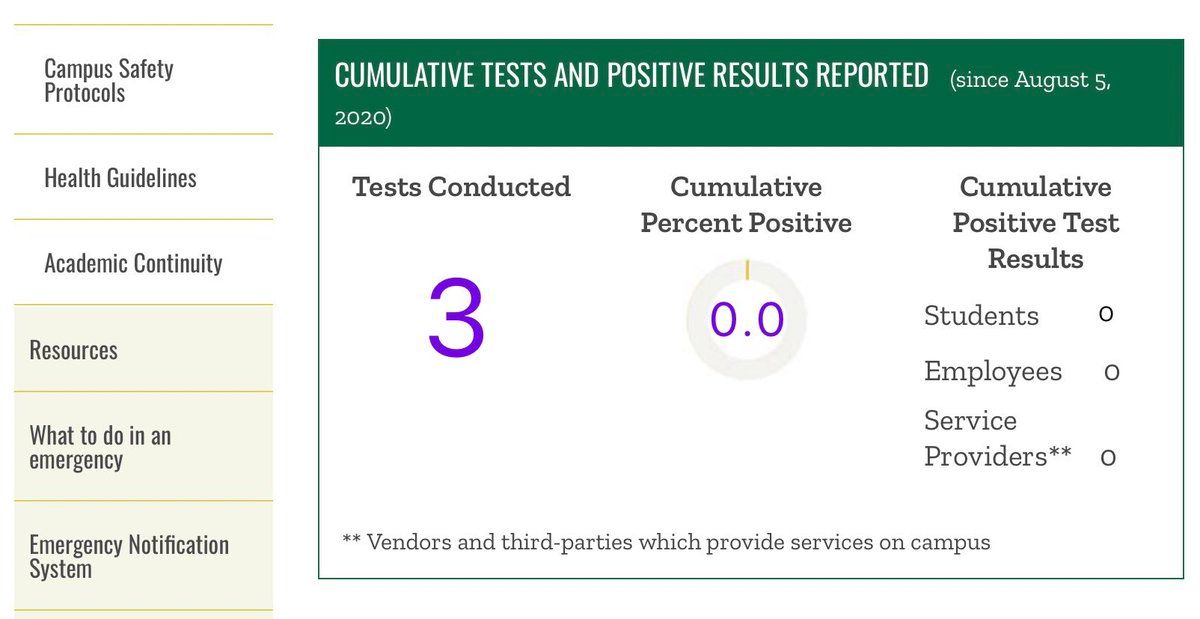 Campus Safety
Protocols
Health Guidelines
Academic Continuity
Resources
What to do in an
emergency
Emergency Notification
System
CUMULATIVE TESTS AND POSITIVE RESULTS REPORTED (since August 5,
2020)
Tests Conducted
3
Cumulative
Percent Positive
0.0
Cumulative
Positive Test
Results
Students 0
Employees 0
Service
Providers** 0
** Vendors and third-parties which provide services on campus